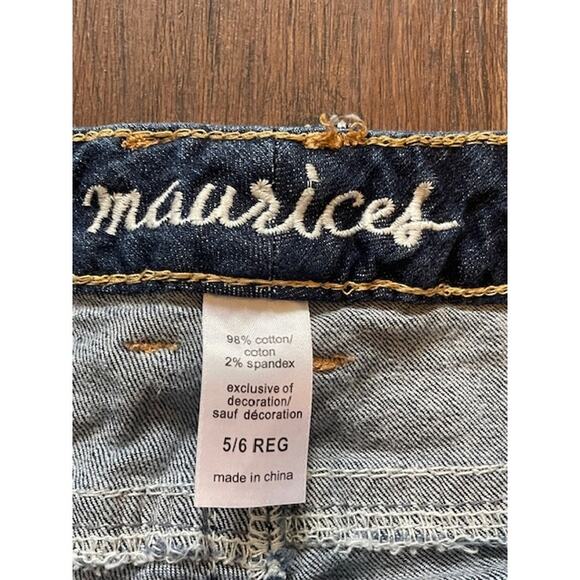 maurices
98% cotton/
coton
2% spandex
exclusive of
decoration/
sauf décoration
5/6 REG
made in china